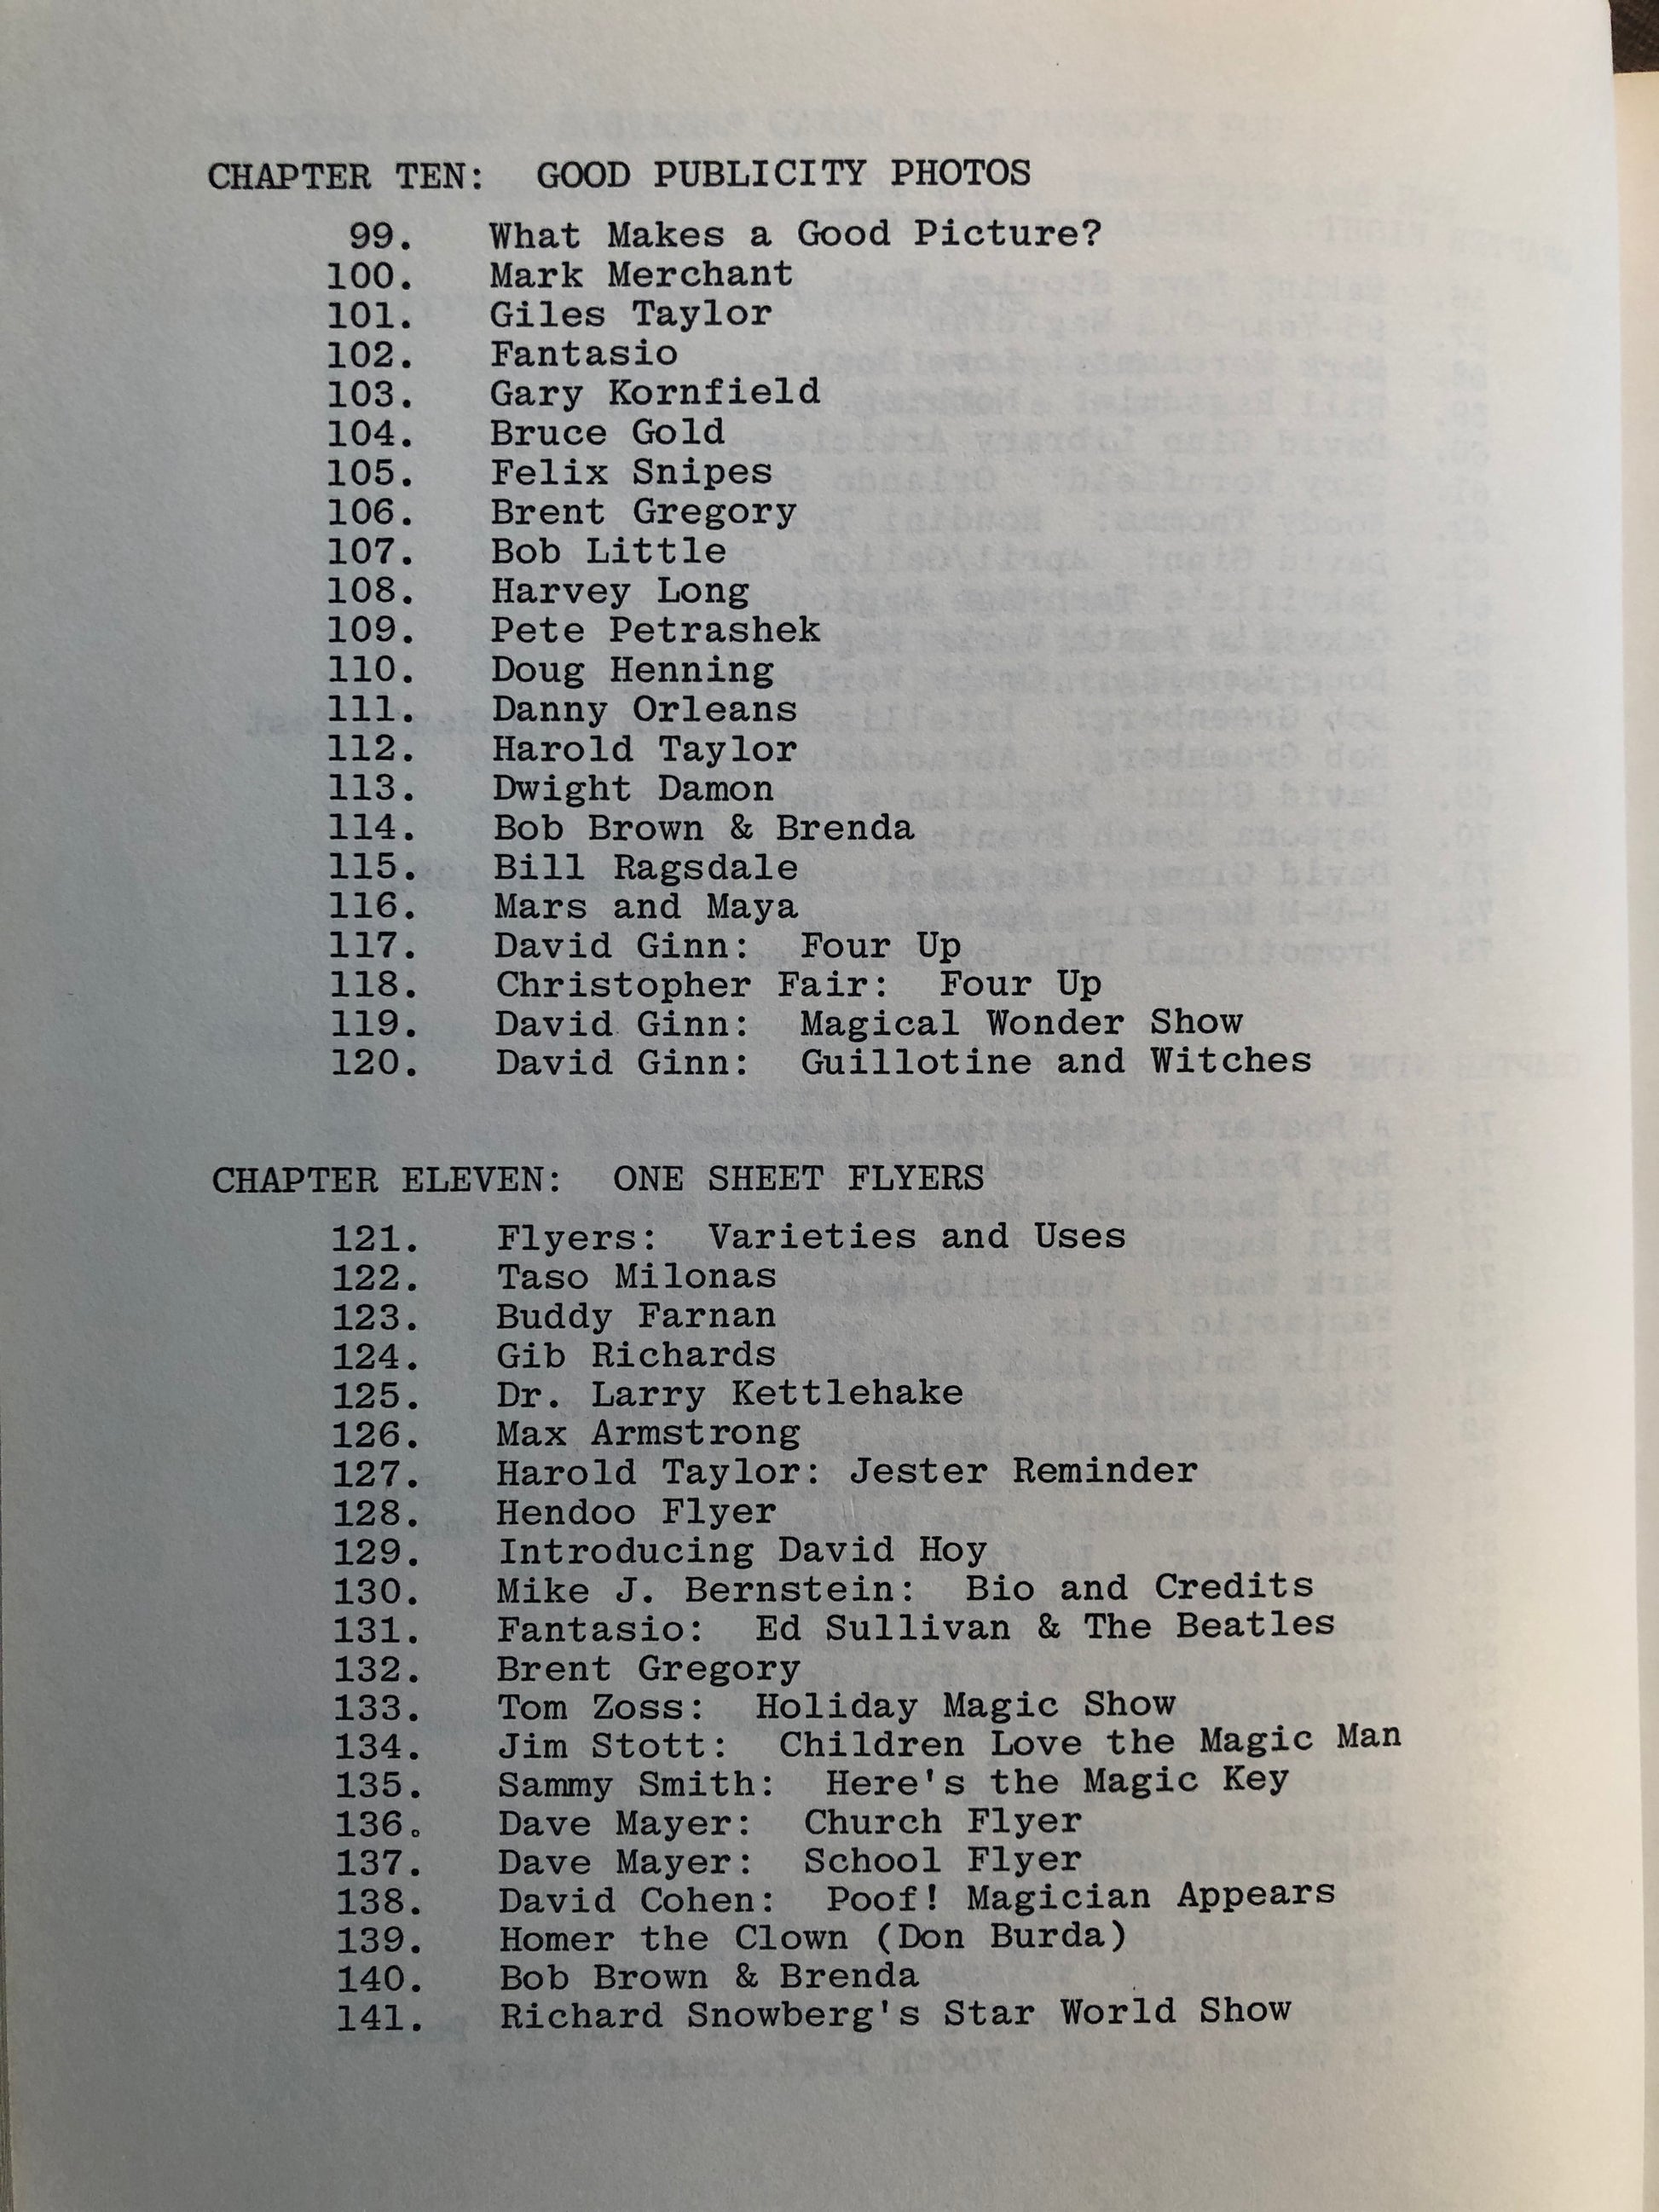 CHAPTER TEN: GOOD PUBLICITY PHOTOS
99. What Makes a Good Picture?
100. Mark Merchant
101. Giles Taylor
102. Fantasio
103. Gary Kornfield
104. Bruce Gold
105. Felix Snipes
106. Brent Gregory
107. Bob Little
108. Harvey Long
109. Pete Petrashek
110. Doug Henning
111. Danny Orleans
112. Harold Taylor
113. Dwight Damon
114. Bob Brown & Brenda
115. Bill Ragsdale
116. Mars and Maya
117. David Ginn: Four Up
118. Christopher Fair: Four Up
119. David Ginn: Magical Wonder Show
120. David Ginn: Guillotine and Witches
CHAPTER ELEVEN: ONE SHEET FLYERS
121. Flyers: Varieties and Uses
122. Taso Milonas
123. Buddy Farnan
124. Gib Richards
125. Dr. Larry Kettlehake
126. Max Armstrong
127. Harold Taylor: Jester Reminder
128. Hendoo Flyer
129. Introducing David Hoy
130. Mike J. Bernstein: Bio and Credits
131. Fantasio: Ed Sullivan & The Beatles
132. Brent Gregory
133. Tom Zoss: Holiday Magic Show
134. Jim Stott: Children Love the Magic Man
135. Sammy Smith: Here's the Magic Key
136. Dave Mayer: Church Flyer
137. Dave Mayer: School Flyer
138. David Cohen: Poof! Magician Appears
139. Homer the Clown (Don Burda)
140. Bob Brown & Brenda
141. Richard Snowberg's Star World Show